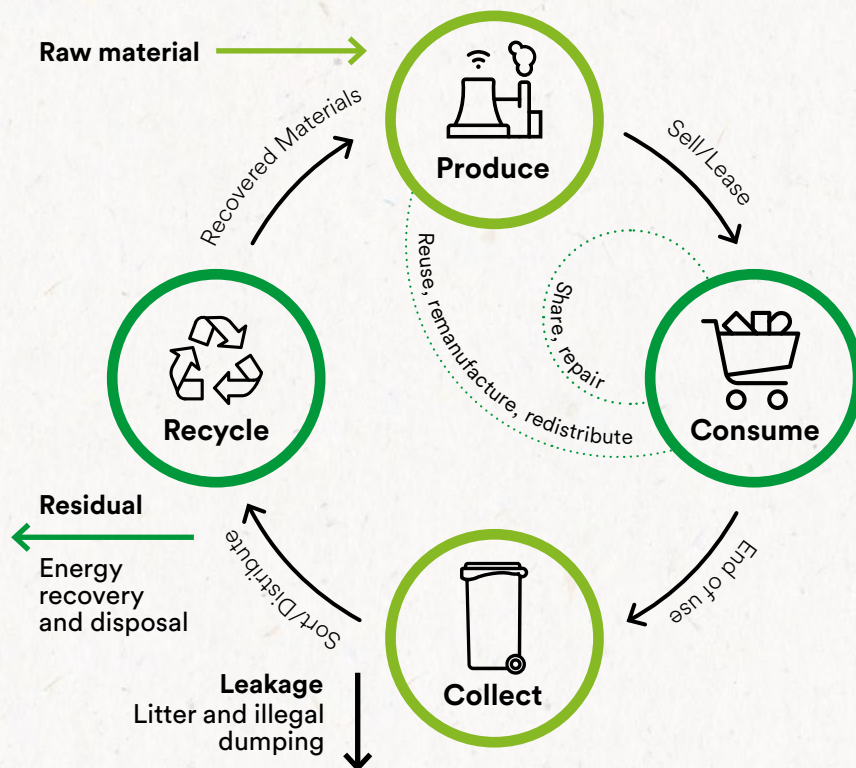 Raw material
Produce
Recovered Materials
Sell/Lease
Reuse, remanufacture, redistribute
Share, repair
Recycle
Consume
Residual
Energy
recovery
and disposal
Sort/Distribute
End of use
Leakage
Litter and illegal
dumping
Collect